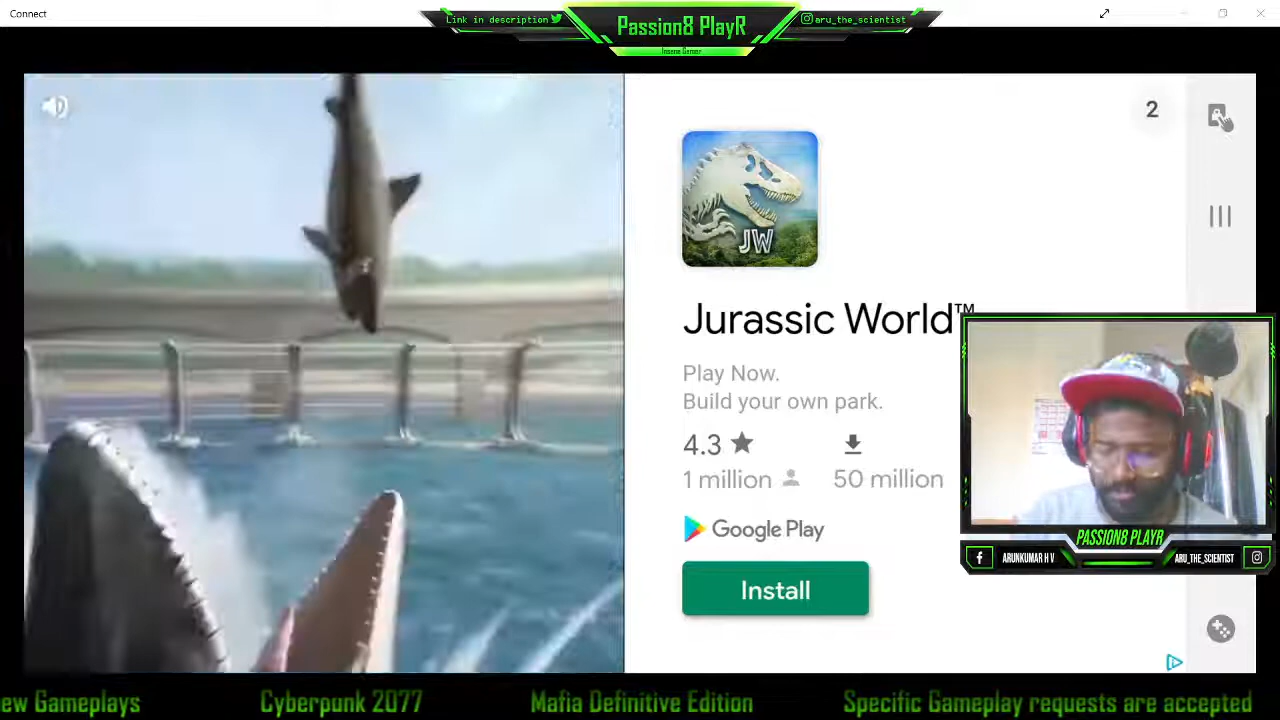 Connect
Link in description
Passion8 PlayR
Insane Gamer
aru_the_scientist
2
JW
Jurassic World™
Play Now.
Build your own park.
4.3
1 million
50 million
Google Play
Install
PASSION8 PLAYR
ARUNKUMAR H V
ARU_THE_SCIENTIST
ew Gameplays
Cyberpunk 2077
Mafia Definitive Edition
Specific Gameplay requests are accepted